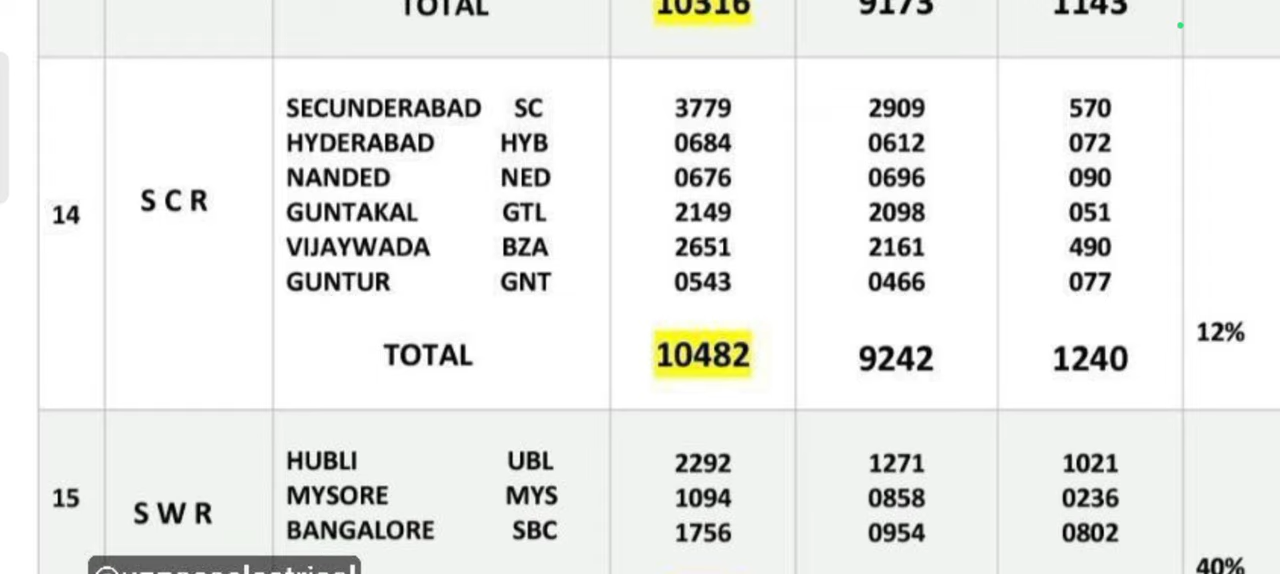 TOTAL 10316 9173 1143
SECUNDERABAD SC 3779 2909 570
HYDERABAD HYB 0684 0612 072
NANDED NED 0676 0696 090
14 S C R GUNTAKAL GTL 2149 2098 051
VIJAYWADA BZA 2651 2161 490
GUNTUR GNT 0543 0466 077
12%
TOTAL 10482 9242 1240
HUBLI UBL 2292 1271 1021
15 S W R MYSORE MYS 1094 0858 0236
BANGALORE SBC 1756 0954 0802
40%